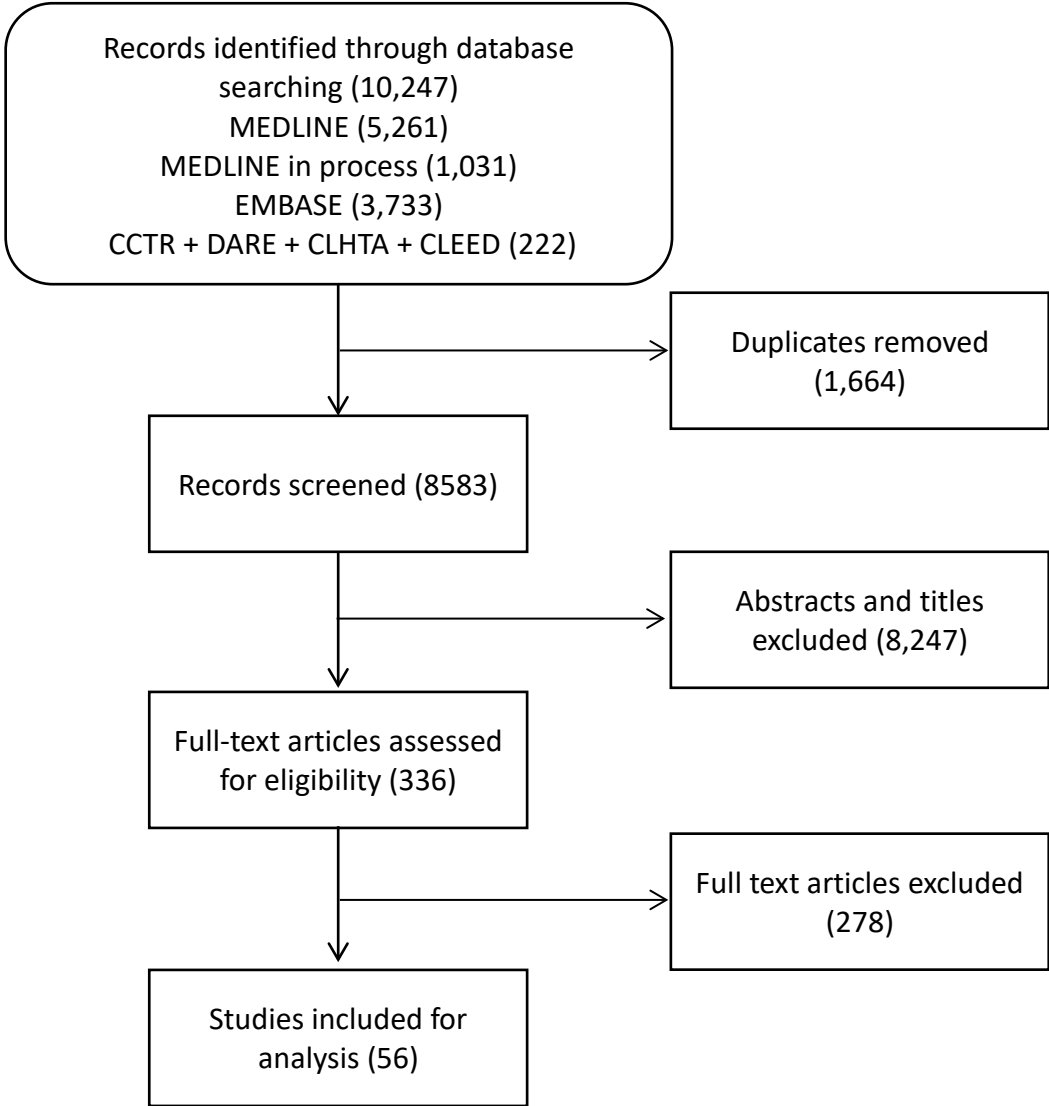 Records identified through database
searching (10,247)
MEDLINE (5,261)
MEDLINE in process (1,031)
EMBASE (3,733)
CCTR + DARE + CLHTA + CLEED (222)
Duplicates removed
(1,664)
Records screened (8583)
Abstracts and titles
excluded (8,247)
Full-text articles assessed
for eligibility (336)
Full text articles excluded
(278)
Studies included for
analysis (56)